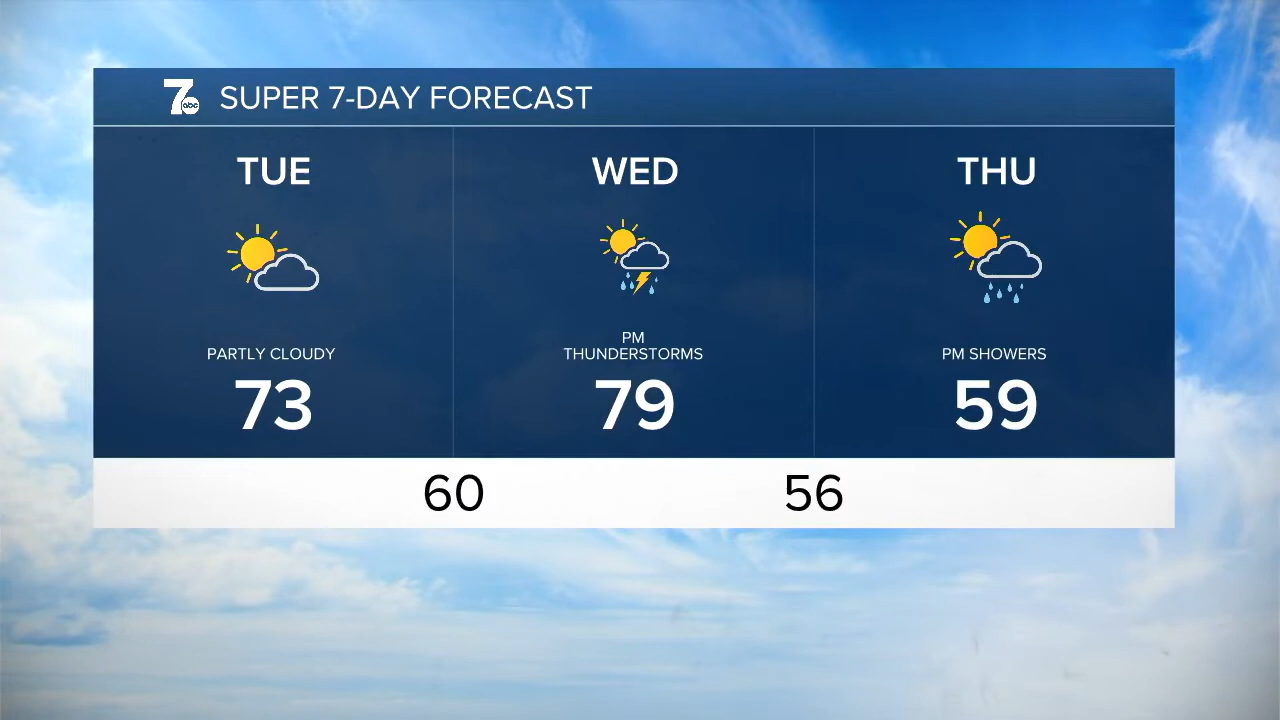 7 abc SUPER 7-DAY FORECAST
TUE
PARTLY CLOUDY
73
WED
PM
THUNDERSTORMS
79
THU
PM SHOWERS
59
60
56